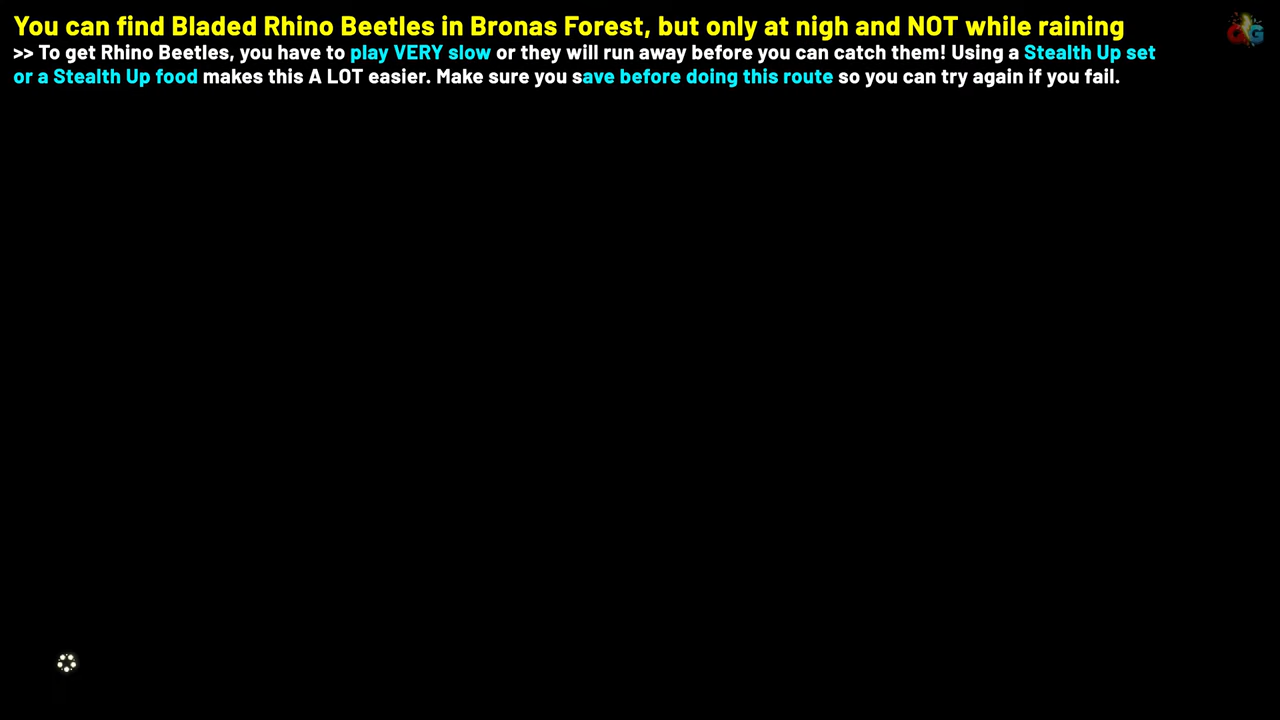 You can find Bladed Rhino Beetles in Bronas Forest, but only at nigh and NOT while raining
>> To get Rhino Beetles, you have to play VERY slow or they will run away before you can catch them! Using a Stealth Up set
or a Stealth Up food makes this A LOT easier. Make sure you save before doing this route so you can try again if you fail.